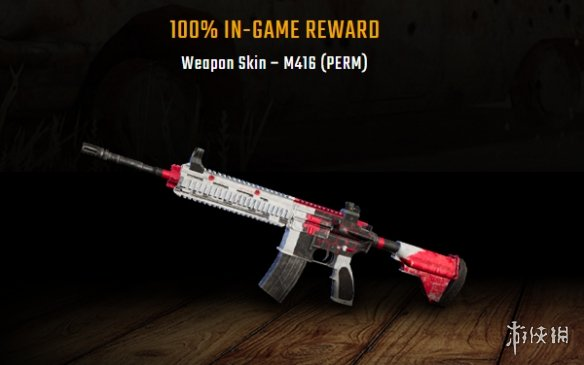 100% IN-GAME REWARD
Weapon Skin – M416 (PERM)
游侠网